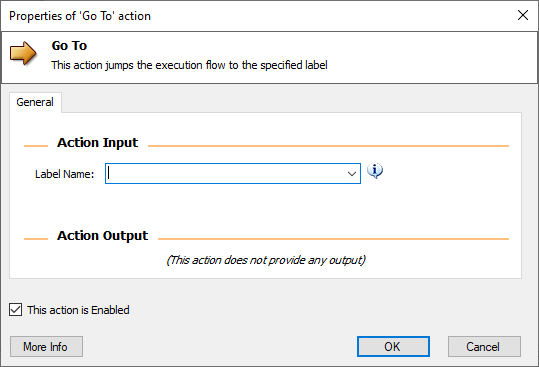 Properties of 'Go To' action
Go To
This action jumps the execution flow to the specified label
General
Action Input
Label Name:
Action Output
(This action does not provide any output)
This action is Enabled
More Info
OK
Cancel